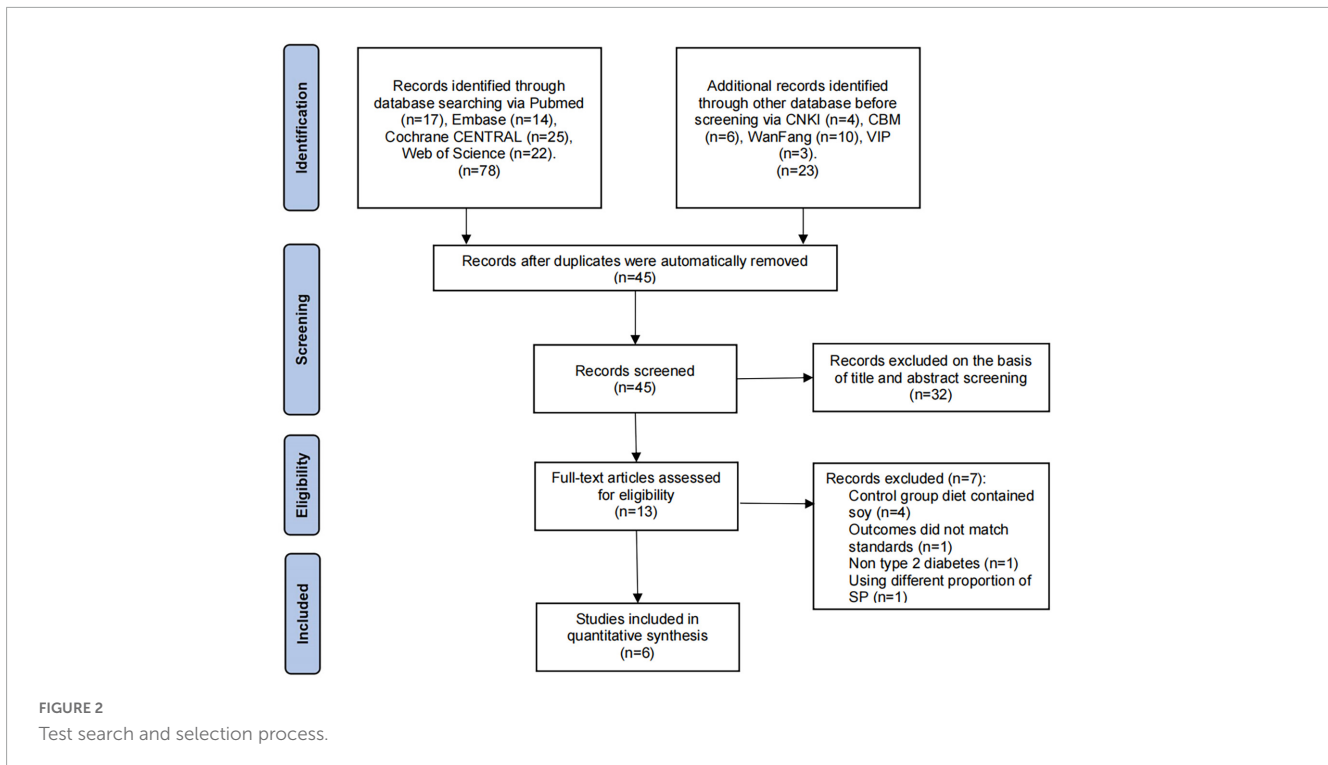 Identification
Records identified through
database searching via Pubmed
(n=17), Embase (n=14),
Cochrane CENTRAL (n=25),
Web of Science (n=22).
(n=78)
Additional records identified
through other database before
screening via CNKI (n=4), CBM
(n=6), WanFang (n=10), VIP
(n=3).
(n=23)
Screening
Records after duplicates were automatically removed
(n=45)
Records screened
(n=45)
Records excluded on the basis
of title and abstract screening
(n=32)
Eligibility
Full-text articles assessed
for eligibility
(n=13)
Records excluded (n=7):
Control group diet contained
soy (n=4)
Outcomes did not match
standards (n=1)
Non type 2 diabetes (n=1)
Using different proportion of
SP (n=1)
Included
Studies included in
quantitative synthesis
(n=6)
FIGURE 2
Test search and selection process.